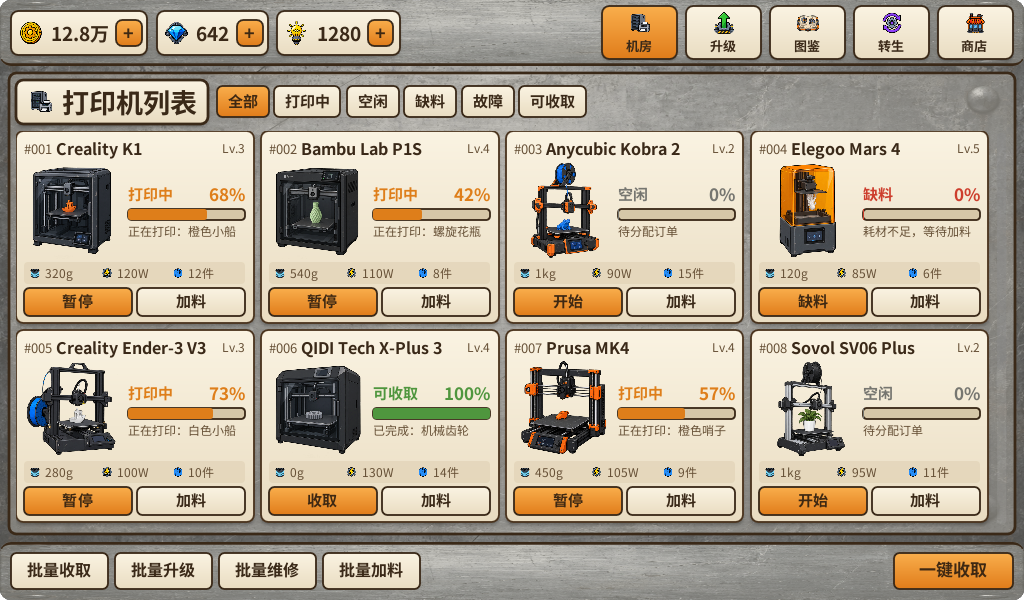 12.8万 + 642 + 1280 +
机房 升级 图鉴 转生 商店
打印机列表 全部 打印中 空闲 缺料 故障 可收取
#001 Creality K1 Lv.3
打印中 68%
正在打印：橙色小船
320g 120W 12件
暂停 加料
#002 Bambu Lab P1S Lv.4
打印中 42%
正在打印：螺旋花瓶
540g 110W 8件
暂停 加料
#003 Anycubic Kobra 2 Lv.2
空闲 0%
待分配订单
1kg 90W 15件
开始 加料
#004 Elegoo Mars 4 Lv.5
缺料 0%
耗材不足，等待加料
120g 85W 6件
缺料 加料
#005 Creality Ender-3 V3 Lv.3
打印中 73%
正在打印：白色小船
280g 100W 10件
暂停 加料
#006 QIDI Tech X-Plus 3 Lv.4
可收取 100%
已完成：机械齿轮
0g 130W 14件
收取 加料
#007 Prusa MK4 Lv.4
打印中 57%
正在打印：橙色哨子
450g 105W 9件
暂停 加料
#008 Sovol SV06 Plus Lv.2
空闲 0%
待分配订单
1kg 95W 11件
开始 加料
批量收取 批量升级 批量维修 批量加料 一键收取